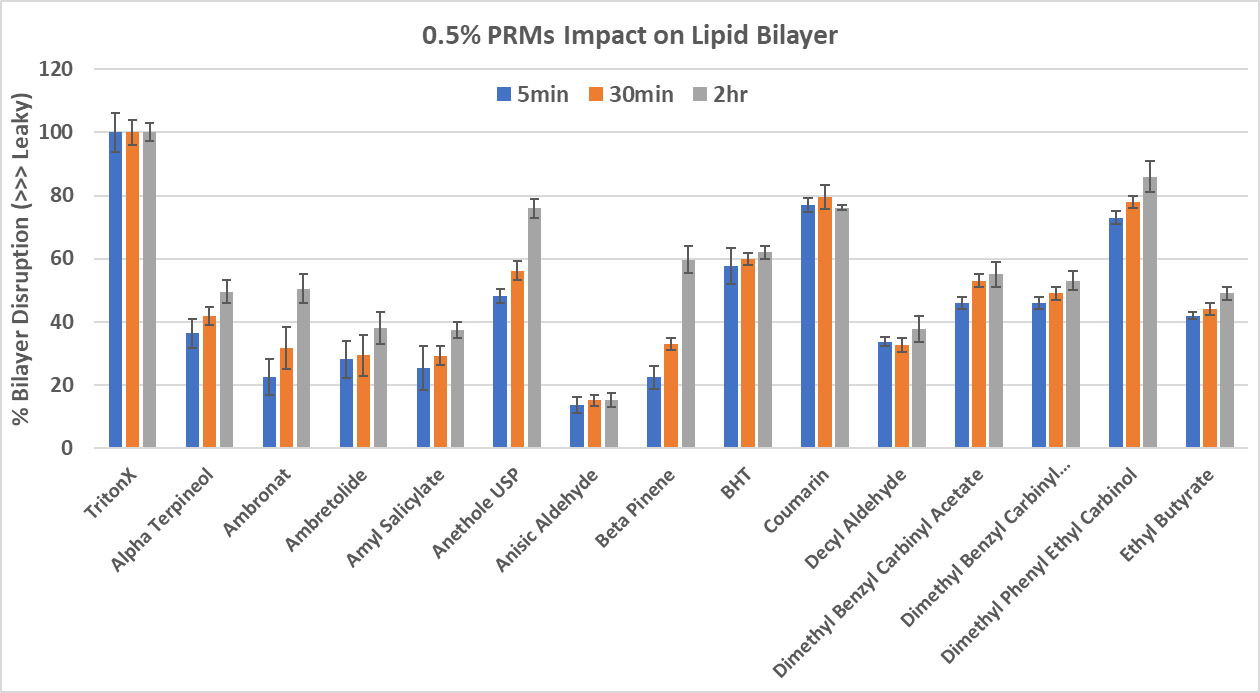 0.5% PRMs Impact on Lipid Bilayer
5min 30min 2hr
% Bilayer Disruption (>>> Leaky)
120
100
80
60
40
20
0
TritonX
Alpha Terpineol
Ambronat
Ambretolide
Amyl Salicylate
Anethole USP
Anisic Aldehyde
Beta Pinene
BHT
Coumarin
Decyl Aldehyde
Dimethyl Benzyl Carbinyl Acetate
Dimethyl Benzyl Carbinyl...
Dimethyl Phenyl Ethyl Carbinol
Ethyl Butyrate